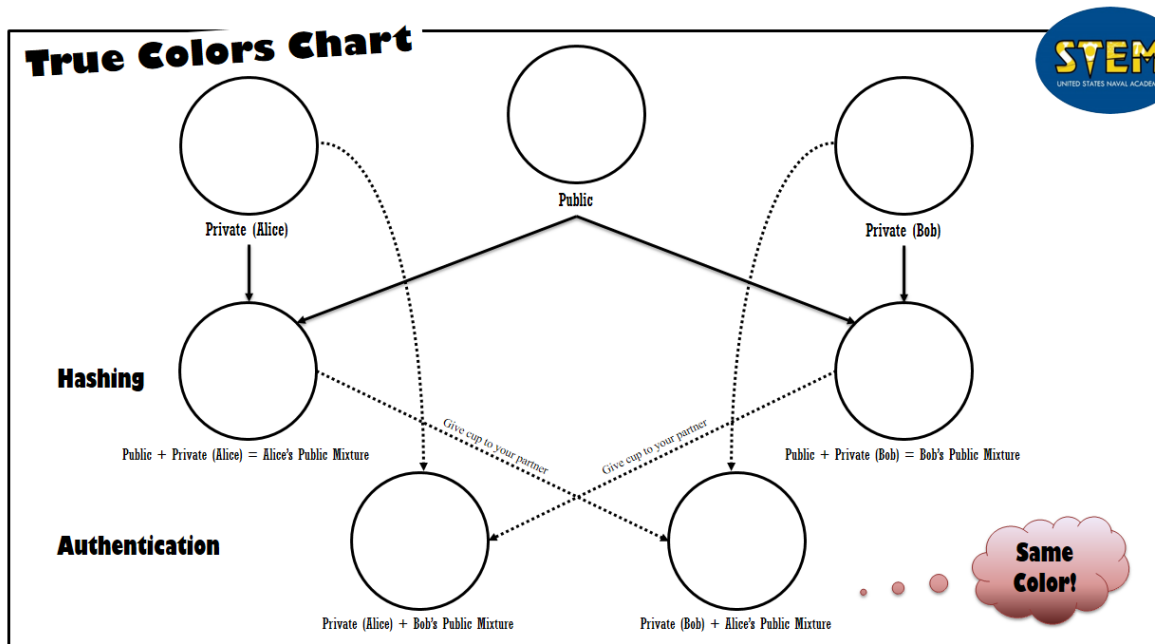 True Colors Chart
STEM
UNITED STATES NAVAL ACADEM
Public
Private (Alice)
Private (Bob)
Hashing
Public + Private (Alice) = Alice's Public Mixture
Give cup to your partner
Give cup to your partner
Public + Private (Bob) = Bob's Public Mixture
Authentication
Same
Color!
Private (Alice) + Bob's Public Mixture
Private (Bob) + Alice's Public Mixture